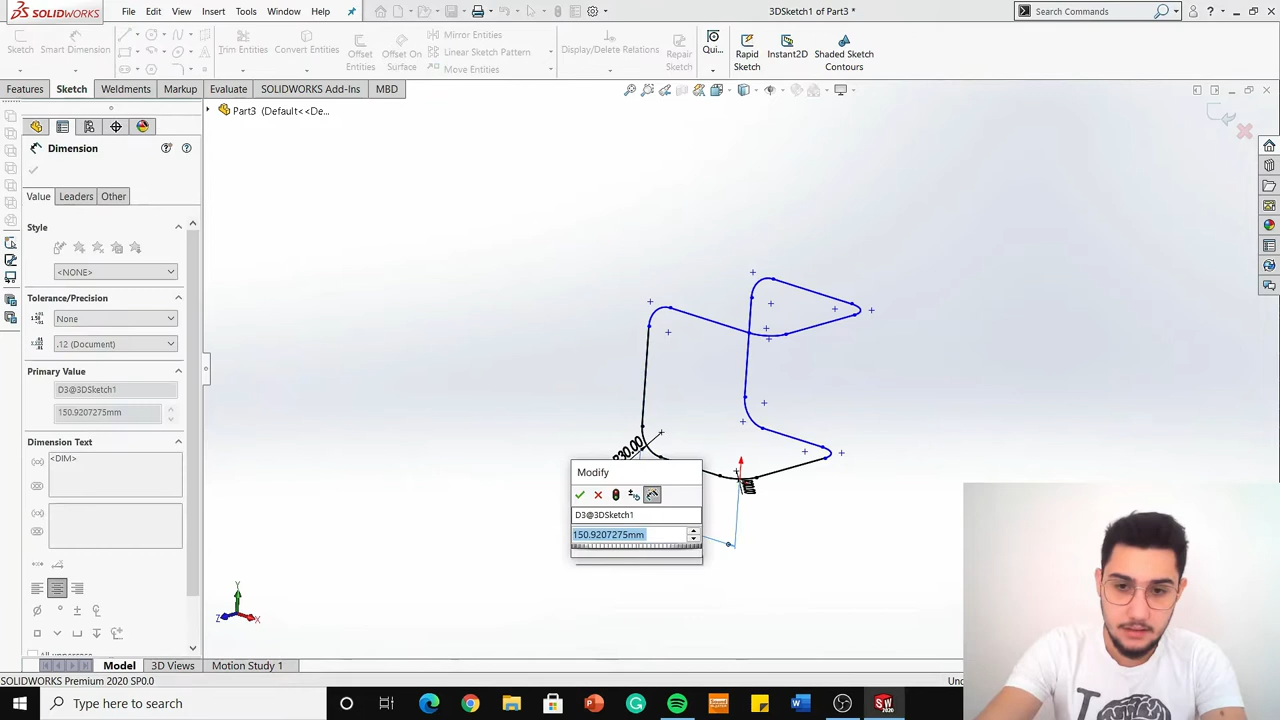 SOLIDWORKS
File Edit View Insert Tools Window Help
3DSketch1 of Part3 *
Search Commands
Sketch
Smart Dimension
Trim Entities
Convert Entities
Offset Entities
Offset On Surface
Mirror Entities
Linear Sketch Pattern
Move Entities
Display/Delete Relations
Repair Sketch
Qui...
Rapid Sketch
Instant2D
Shaded Sketch Contours
Features Sketch Weldments Markup Evaluate SOLIDWORKS Add-Ins MBD
Part3 (Default<<De...
Dimension
Value Leaders Other
Style
<NONE>
Tolerance/Precision
None
.12 (Document)
Primary Value
D3@3DSketch1
150.9207275mm
Dimension Text
<DIM>
R30.00
Modify
D3@3DSketch1
150.9207275mm
Y
Z
X
Model 3D Views Motion Study 1
SOLIDWORKS Premium 2020 SP0.0
Type here to search
SW
2020
I